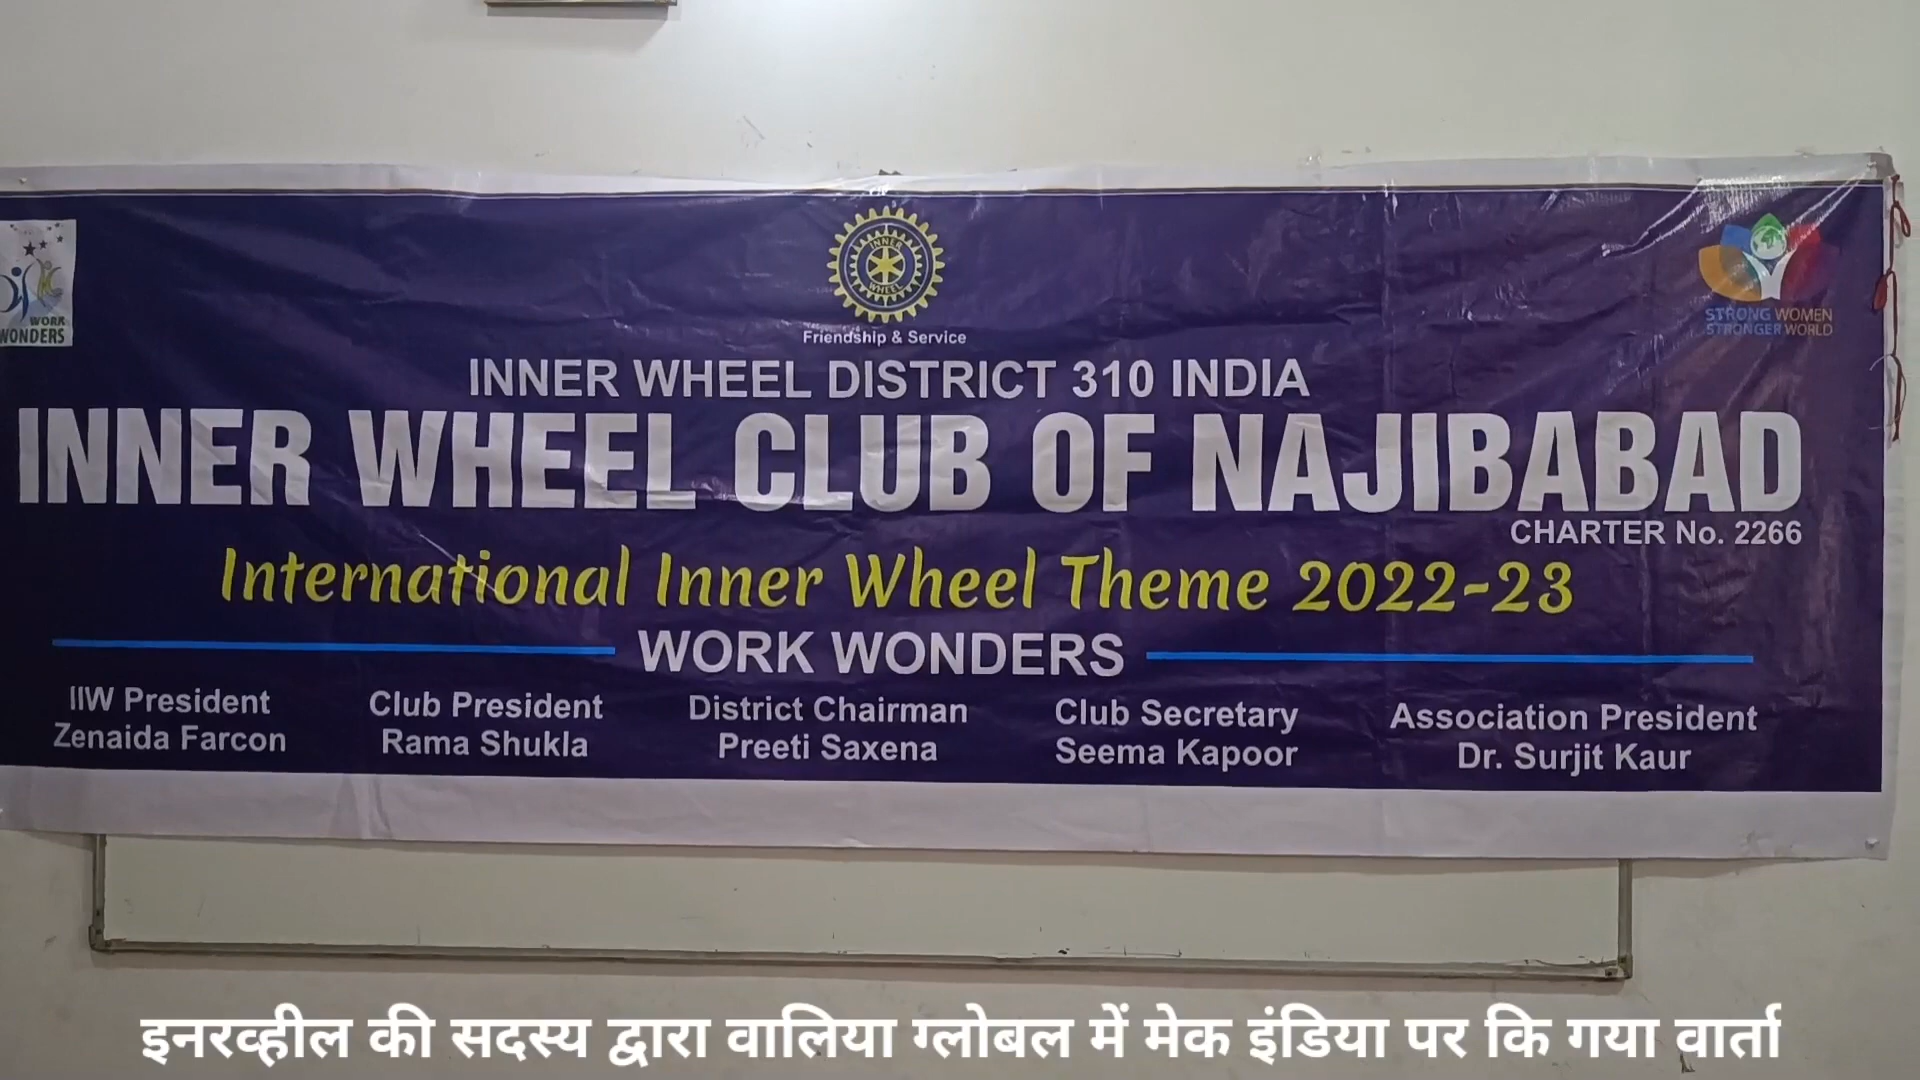 WORK
WONDERS
INNER
WHEEL
Friendship & Service
STRONG WOMEN
STRONGER WORLD
INNER WHEEL DISTRICT 310 INDIA
INNER WHEEL CLUB OF NAJIBABAD
CHARTER No. 2266
International Inner Wheel Theme 2022-23
WORK WONDERS
IIW President
Zenaida Farcon
Club President
Rama Shukla
District Chairman
Preeti Saxena
Club Secretary
Seema Kapoor
Association President
Dr. Surjit Kaur
इनरव्हील की सदस्य द्वारा वालिया ग्लोबल में मेक इंडिया पर कि गया वार्ता